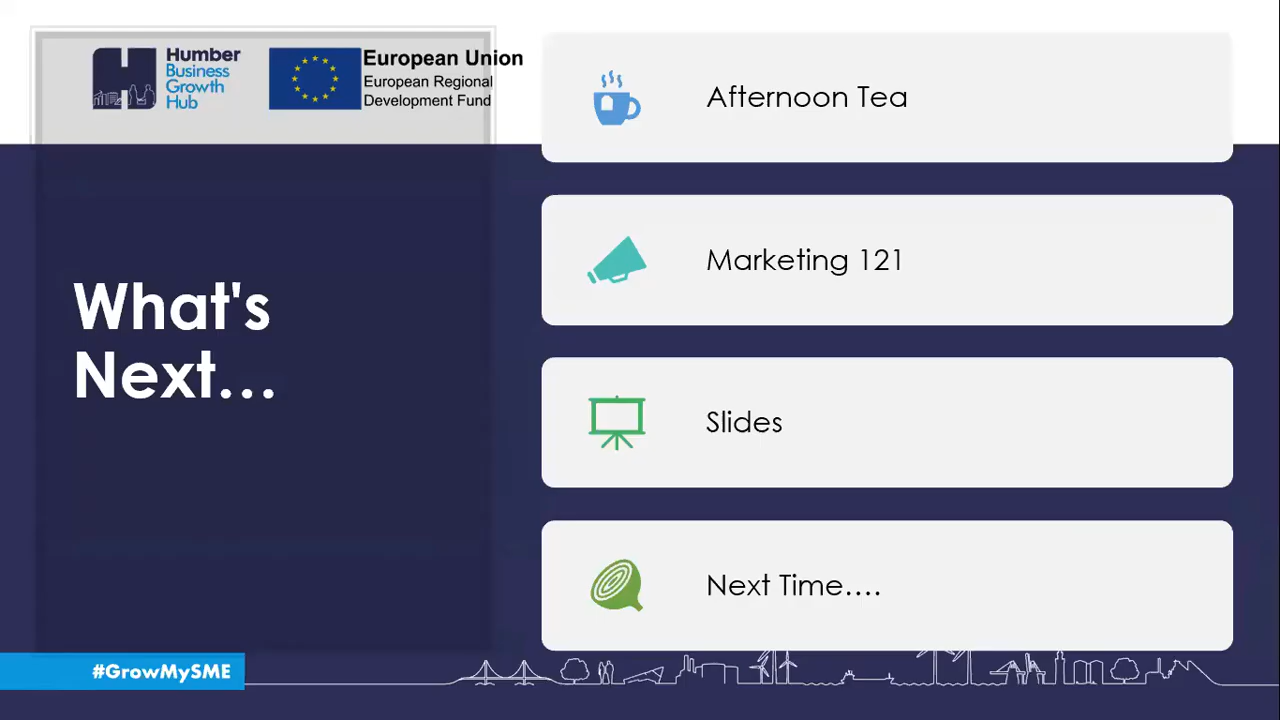 Humber
Business
Growth
Hub
European Union
European Regional
Development Fund
What's
Next...
Afternoon Tea
Marketing 121
Slides
Next Time....
#GrowMySME